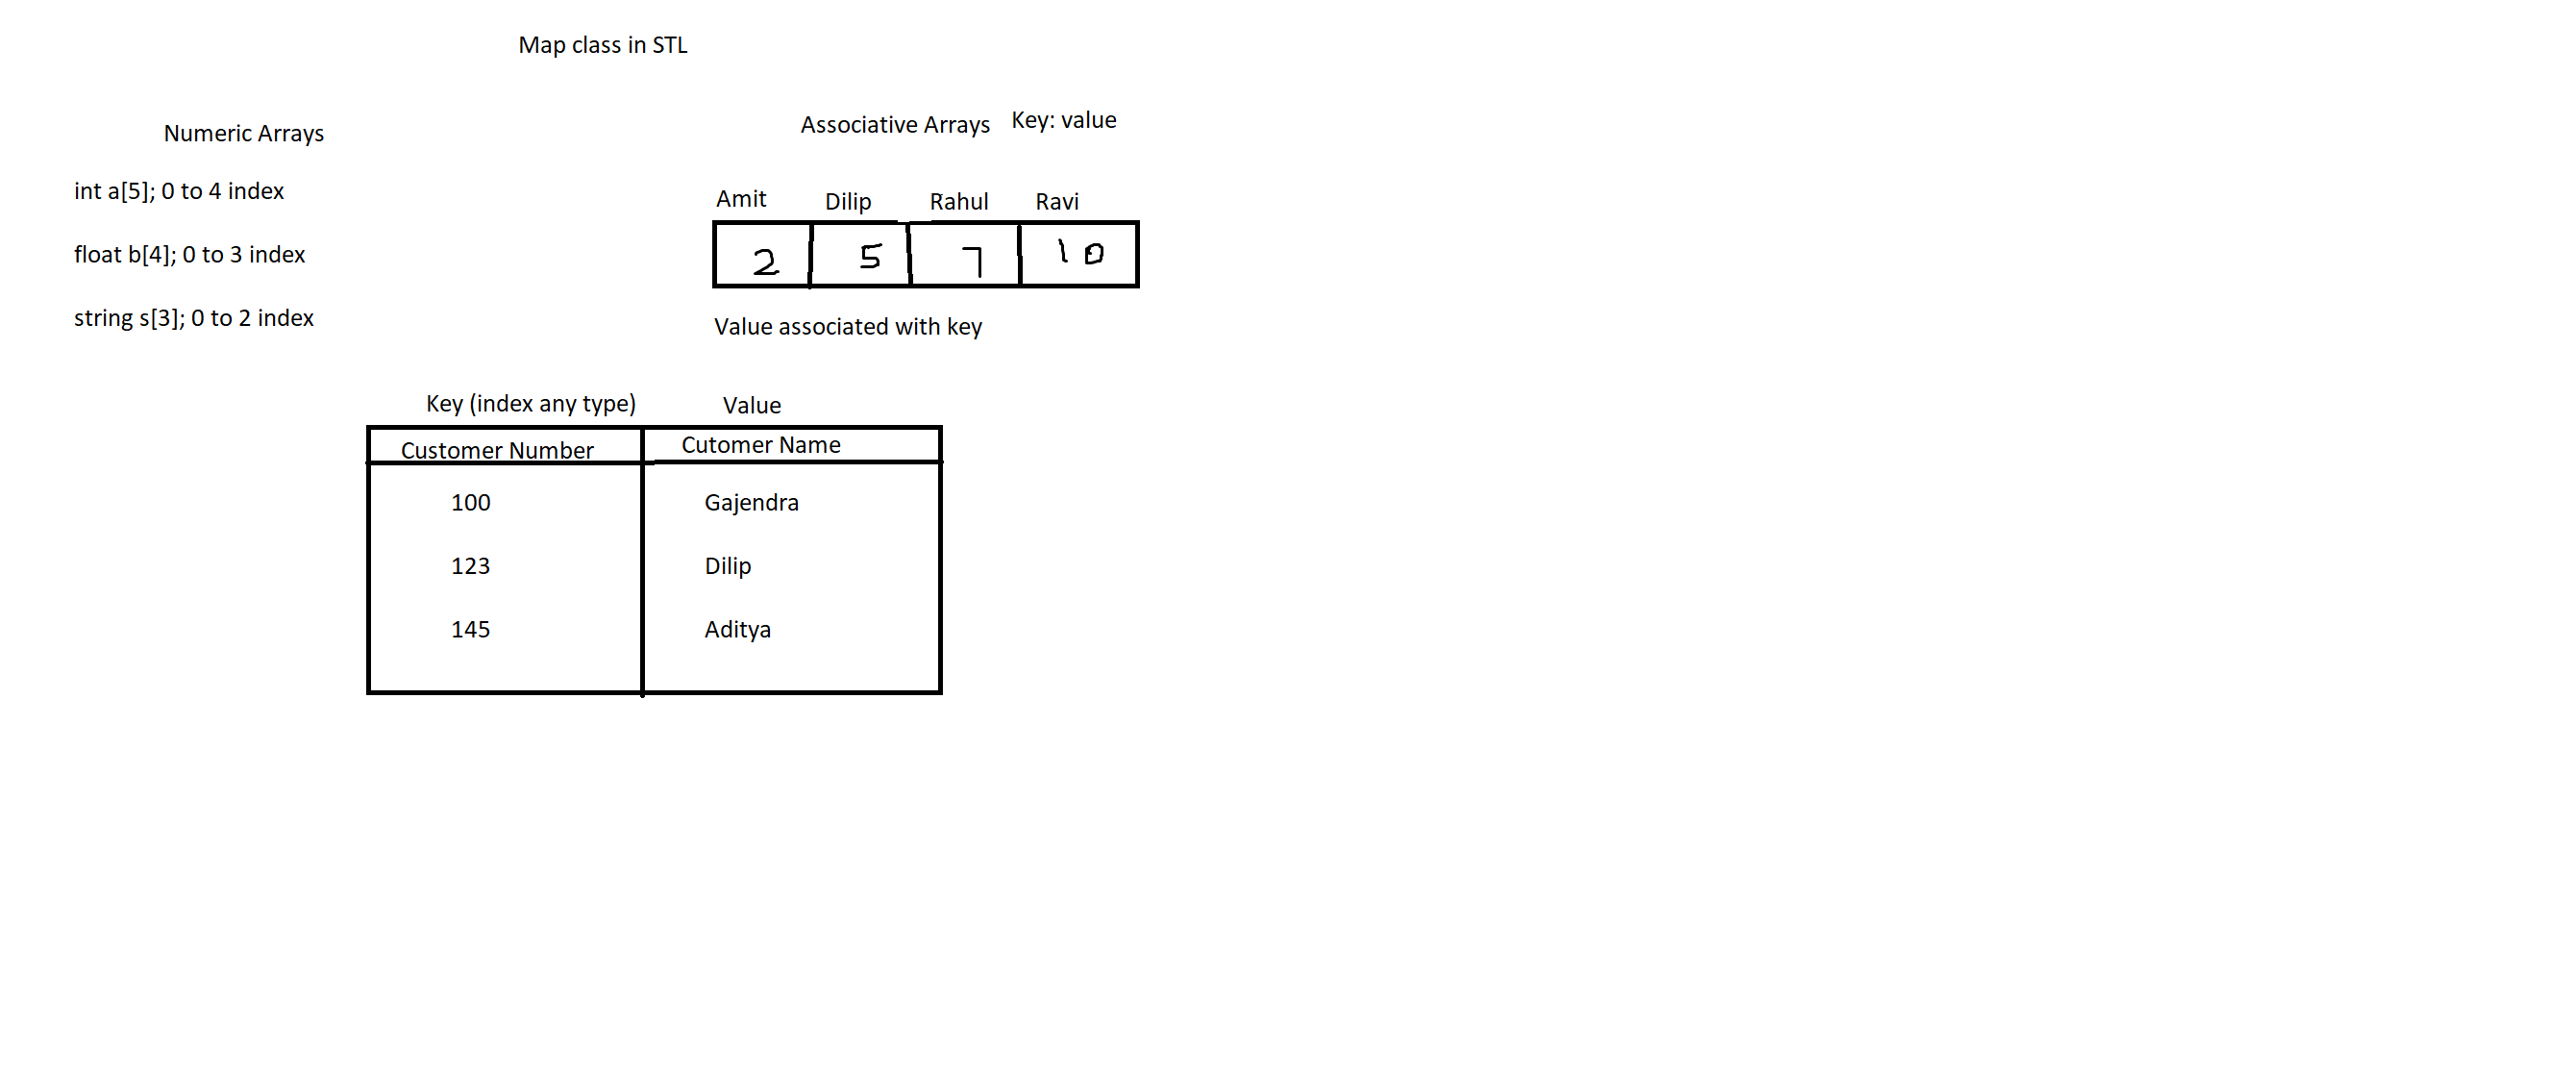 Map class in STL
Numeric Arrays
int a[5]; 0 to 4 index
float b[4]; 0 to 3 index
string s[3]; 0 to 2 index
Associative Arrays Key: value
Amit Dilip Rahul Ravi
2 5 7 10
Value associated with key
Key (index any type) Value
Customer Number Cutomer Name
100 Gajendra
123 Dilip
145 Aditya